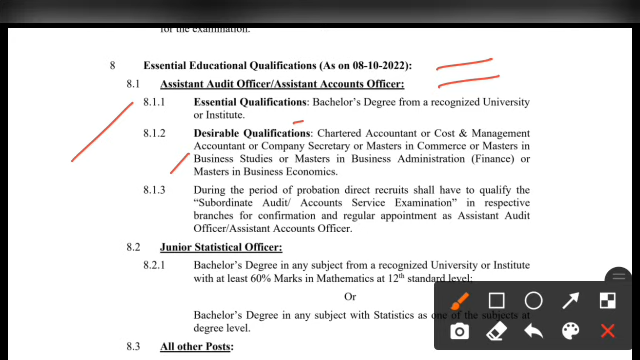 for the examination.
8 Essential Educational Qualifications (As on 08-10-2022):
8.1 Assistant Audit Officer/Assistant Accounts Officer:
8.1.1 Essential Qualifications: Bachelor's Degree from a recognized University
or Institute.
8.1.2 Desirable Qualifications: Chartered Accountant or Cost & Management
Accountant or Company Secretary or Masters in Commerce or Masters in
Business Studies or Masters in Business Administration (Finance) or
Masters in Business Economics.
8.1.3 During the period of probation direct recruits shall have to qualify the
“Subordinate Audit/ Accounts Service Examination” in respective
branches for confirmation and regular appointment as Assistant Audit
Officer/Assistant Accounts Officer.
8.2 Junior Statistical Officer:
8.2.1 Bachelor's Degree in any subject from a recognized University or Institute
with at least 60% Marks in Mathematics at 12th standard level;
Or
Bachelor's Degree in any subject with Statistics as one of the subjects at
degree level.
8.3 All other Posts: